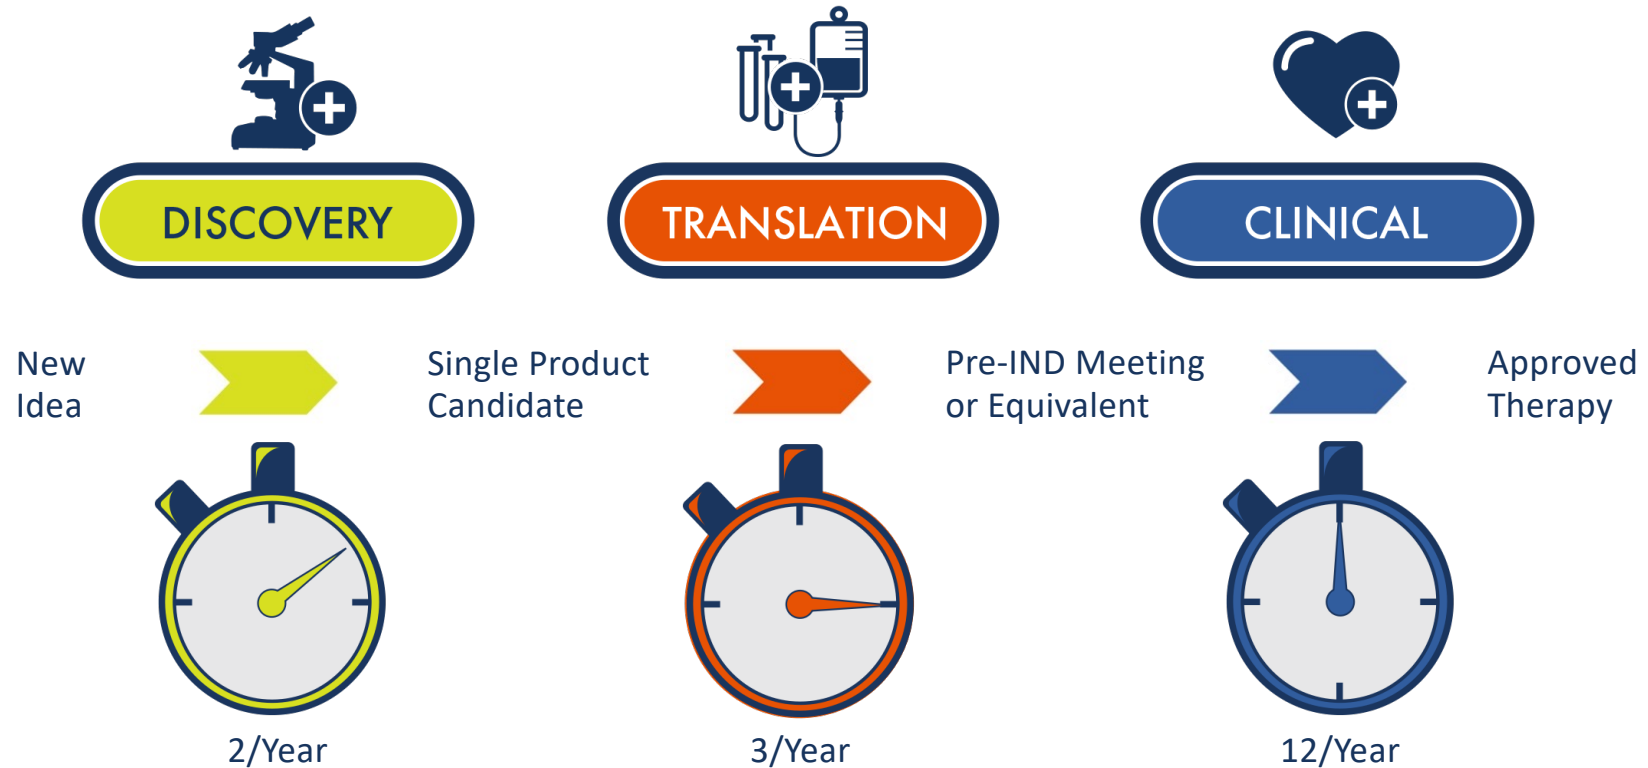 DISCOVERY
TRANSLATION
CLINICAL
New
Idea
Single Product
Candidate
Pre-IND Meeting
or Equivalent
Approved
Therapy
2/Year
3/Year
12/Year